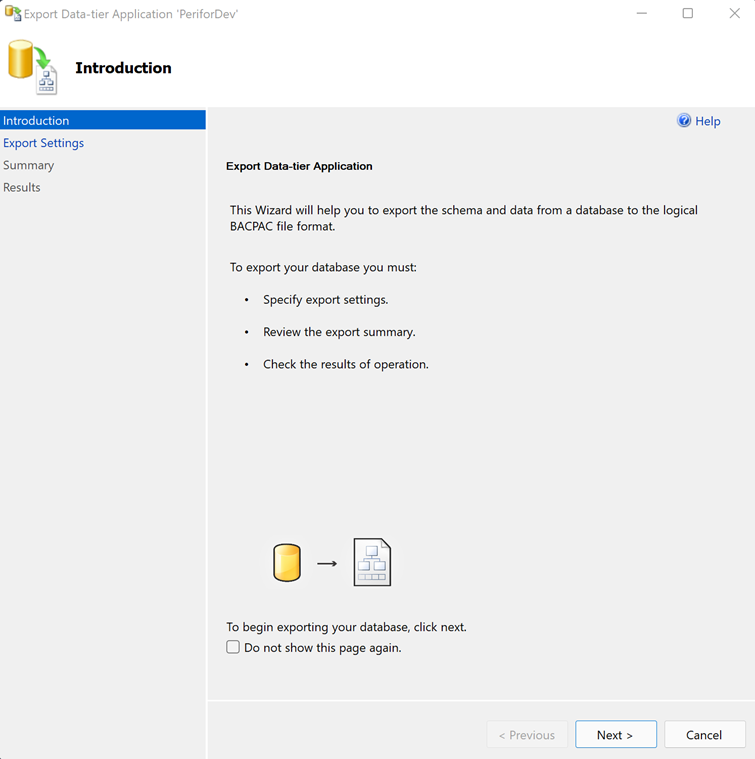 Export Data-tier Application 'PeriforDev'
Introduction
Introduction
Export Settings
Summary
Results
Help
Export Data-tier Application
This Wizard will help you to export the schema and data from a database to the logical
BACPAC file format.
To export your database you must:
• Specify export settings.
• Review the export summary.
• Check the results of operation.
To begin exporting your database, click next.
Do not show this page again.
< Previous
Next >
Cancel